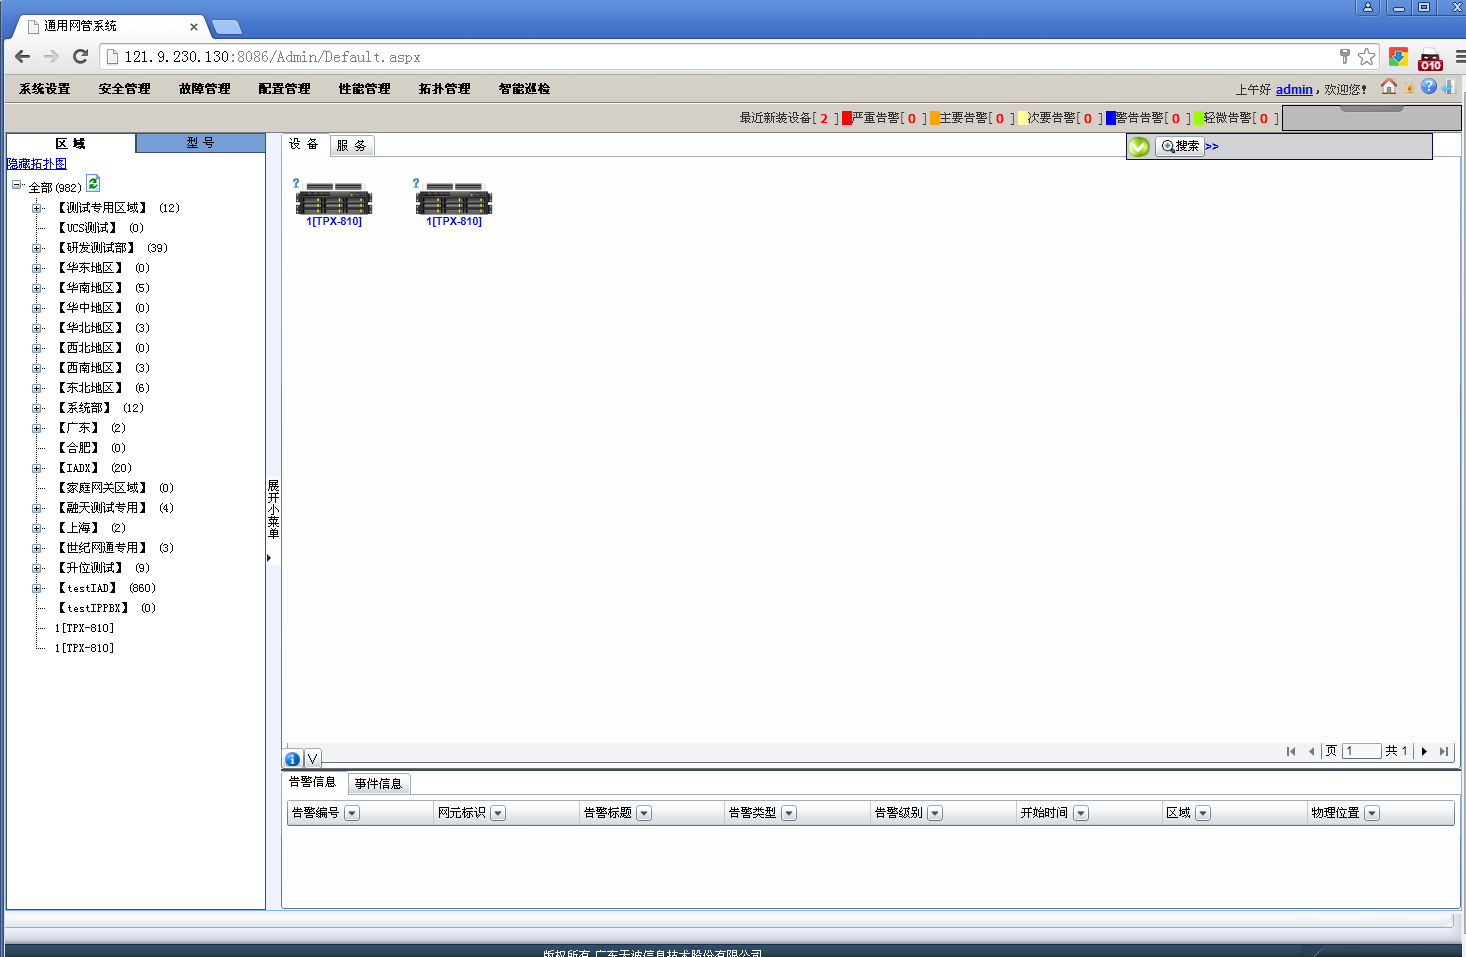 通用网管系统
121.9.230.130:8086/Admin/Default.aspx
010
系统设置 安全管理 故障管理 配置管理 性能管理 拓扑管理 智能巡检
上午好 admin，欢迎您!
最近新装设备[ 2 ] 严重告警[ 0 ] 主要告警[ 0 ] 次要告警[ 0 ] 警告告警[ 0 ] 轻微告警[ 0 ]
区 域 型 号
设 备 服 务
搜索 >>
隐藏拓扑图
全部(982)
【测试专用区域】 (12)
【UCS测试】 (0)
【研发测试部】 (39)
【华东地区】 (0)
【华南地区】 (5)
【华中地区】 (0)
【华北地区】 (3)
【西北地区】 (0)
【西南地区】 (3)
【东北地区】 (6)
【系统部】 (12)
【广东】 (2)
【合肥】 (0)
【IADX】 (20)
【家庭网关区域】 (0)
【融天测试专用】 (4)
【上海】 (2)
【世纪网通专用】 (3)
【升位测试】 (9)
【testIAD】 (860)
【testIPPBX】 (0)
1[TPX-810]
1[TPX-810]
展开小菜单
? ?
1[TPX-810] 1[TPX-810]
V
页 1 共 1
告警信息 事件信息
告警编号 网元标识 告警标题 告警类型 告警级别 开始时间 区域 物理位置
版权所有 广东天波信息技术股份有限公司